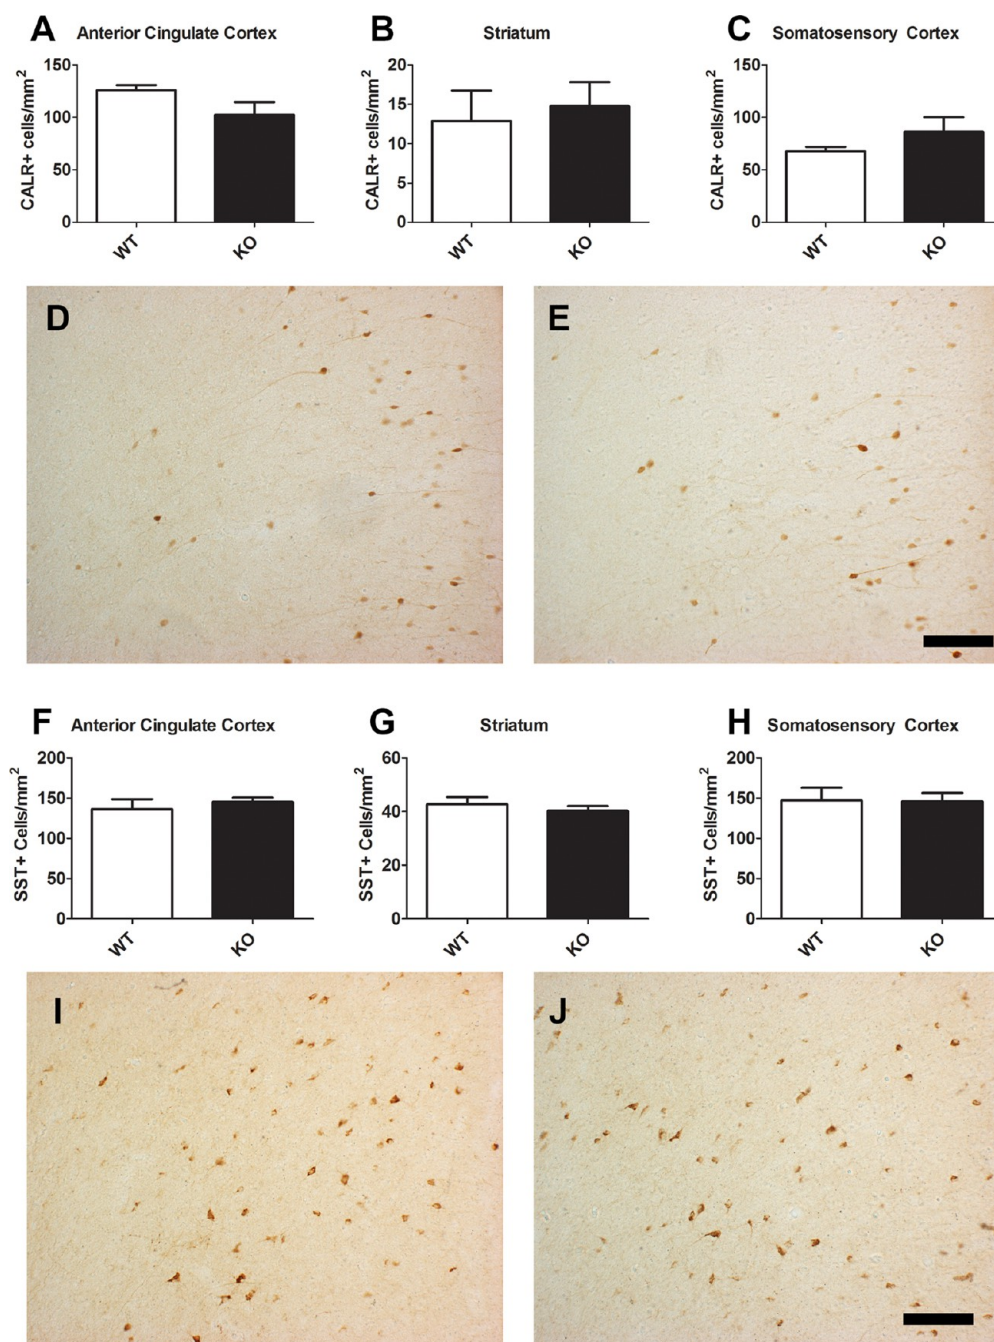 A Anterior Cingulate Cortex
CALR+ cells/mm²
150
100
50
0
WT KO
B Striatum
CALR+ cells/mm²
20
15
10
5
0
WT KO
C Somatosensory Cortex
CALR+ cells/mm²
150
100
50
0
WT KO
D
E
F Anterior Cingulate Cortex
SST+ Cells/mm²
200
150
100
50
0
WT KO
G Striatum
SST+ Cells/mm²
60
40
20
0
WT KO
H Somatosensory Cortex
SST+ Cells/mm²
200
150
100
50
0
WT KO
I
J